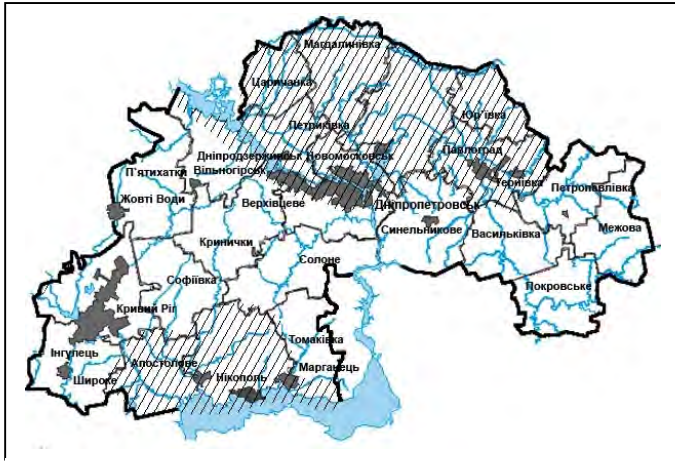 Магдалинівка
Царичанка
Юр'ївка
Петриківка
Павлоград
Дніпродзержинськ Новомосковськ
П'ятихатки Вільногірськ
Тернівка
Петропавлівка
Жовті Води
Верхівцеве
Дніпропетровськ
Синельникове
Васильківка
Межова
Кринички
Солоне
Софіївка
Покровське
Кривий Ріг
Томаківка
Інгулець
Апостолове
Марганець
Широке
Нікополь